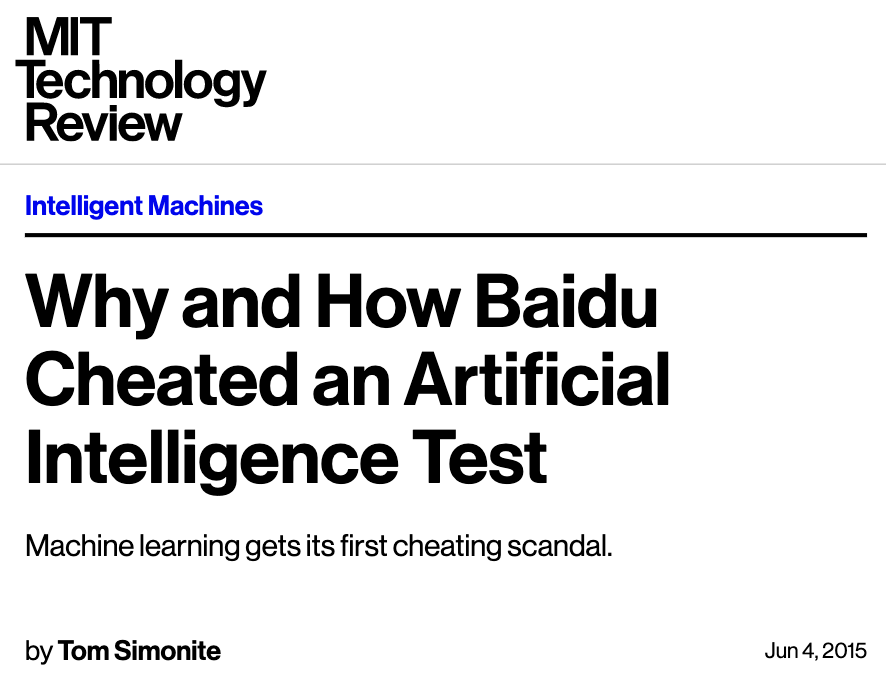 MIT
Technology
Review
Intelligent Machines
Why and How Baidu
Cheated an Artificial
Intelligence Test
Machine learning gets its first cheating scandal.
by Tom Simonite
Jun 4, 2015